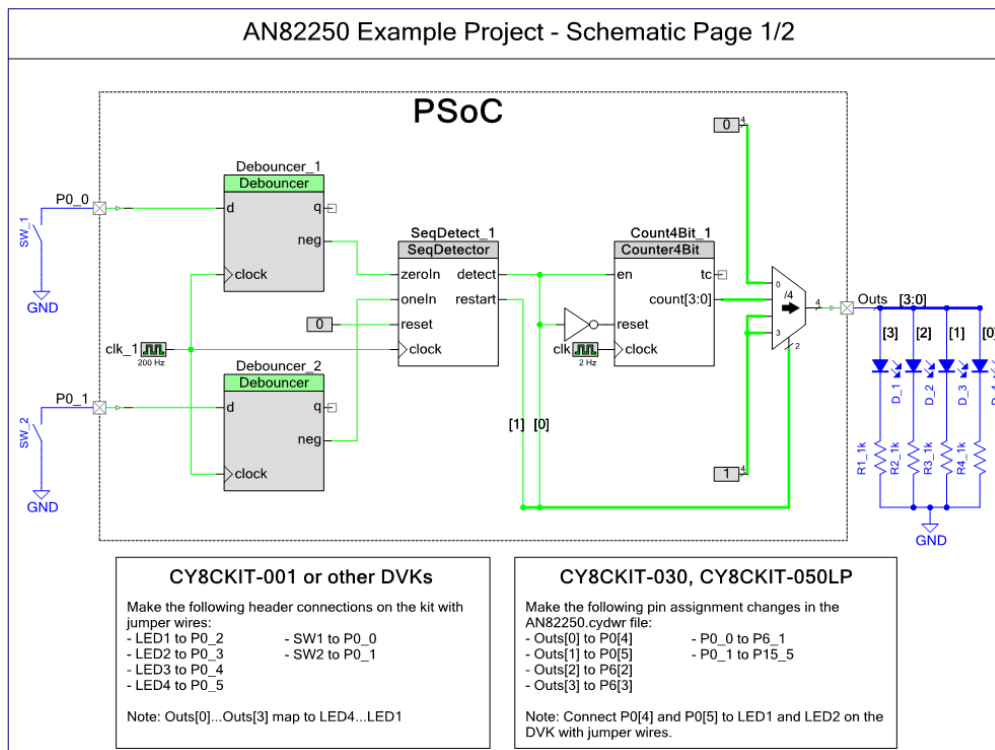 AN82250 Example Project - Schematic Page 1/2
PSoC
0
4
Debouncer_1
Debouncer
d
q
neg
clock
P0_0
SW_1
GND
SeqDetect_1
SeqDetector
zeroIn
detect
oneIn
restart
reset
clock
0
clk_1
200 Hz
Count4Bit_1
Counter4Bit
en
tc
count[3:0]
reset
clock
clk
2 Hz
0
/4
3
2
4
Outs
[3:0]
[3]
[2]
[1]
[0]
D_1
D_2
D_3
R1_1k
R2_1k
R3_1k
R4_1k
GND
Debouncer_2
Debouncer
d
q
neg
clock
P0_1
SW_2
GND
[1]
[0]
1
4
CY8CKIT-001 or other DVKs
Make the following header connections on the kit with
jumper wires:
- LED1 to P0_2 - SW1 to P0_0
- LED2 to P0_3 - SW2 to P0_1
- LED3 to P0_4
- LED4 to P0_5
Note: Outs[0]...Outs[3] map to LED4...LED1
CY8CKIT-030, CY8CKIT-050LP
Make the following pin assignment changes in the
AN82250.cydwr file:
- Outs[0] to P0[4] - P0_0 to P6_1
- Outs[1] to P0[5] - P0_1 to P15_5
- Outs[2] to P6[2]
- Outs[3] to P6[3]
Note: Connect P0[4] and P0[5] to LED1 and LED2 on the
DVK with jumper wires.